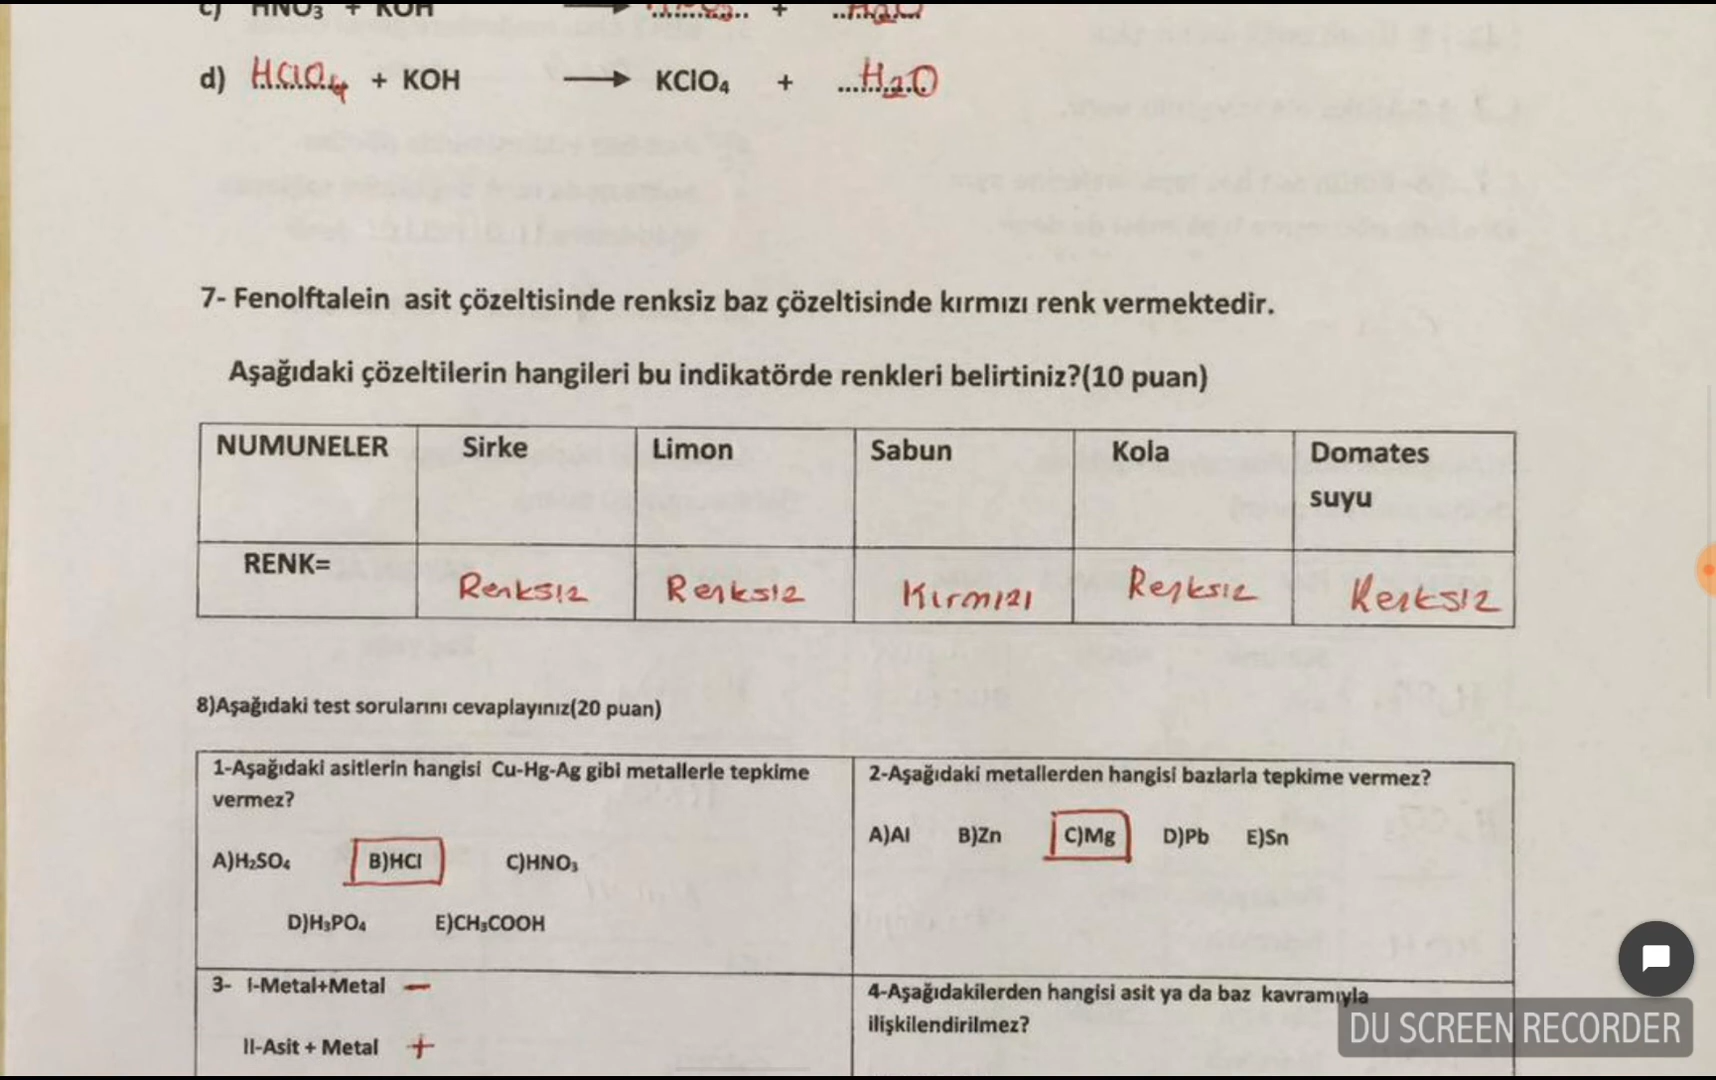 c) HNO₃ + KOH → +
d) HClO₄ + KOH → KClO₄ + H₂O
7- Fenolftalein asit çözeltisinde renksiz baz çözeltisinde kırmızı renk vermektedir.
Aşağıdaki çözeltilerin hangileri bu indikatörde renkleri belirtiniz?(10 puan)
NUMUNELER Sirke Limon Sabun Kola Domates
suyu
RENK= Renksiz Renksiz Kırmızı Renksiz Renksiz
8)Aşağıdaki test sorularını cevaplayınız(20 puan)
1-Aşağıdaki asitlerin hangisi Cu-Hg-Ag gibi metallerle tepkime
vermez?
A)H₂SO₄ B)HCl C)HNO₃
D)H₃PO₄ E)CH₃COOH
2-Aşağıdaki metallerden hangisi bazlarla tepkime vermez?
A)Al B)Zn C)Mg D)Pb E)Sn
3- I-Metal+Metal −
II-Asit + Metal +
4-Aşağıdakilerden hangisi asit ya da baz kavramıyla
ilişkilendirilmez?
DU SCREEN RECORDER